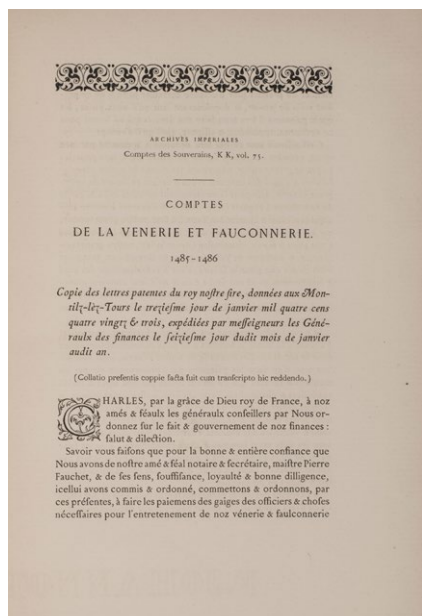 ARCHIVES IMPERIALES
Comptes des Souverains, K K, vol. 73.
COMPTES
DE LA VENERIE ET FAUCONNERIE.
1485-1486
Copie des lettres patentes du roy noſtre ſire, données aux Mon-
tilz-lèz-Tours le treziesme jour de janvier mil quatre cens
quatre vingtz & trois, expédiées par meſſeigneurs les Géné-
raulx des finances le ſeizieſme jour dudit mois de janvier
audit an.
(Collatio preſentis coppie facta fuit cum tranſcripto hic reddendo.)
CHARLES, par la grâce de Dieu roy de France, à noz
amés & féaulx les généraulx conſeillers par Nous or-
donnez ſur le fait & gouvernement de noz finances :
ſalut & dilection.
Savoir vous faiſons que pour la bonne & entière confiance que
Nous avons de noſtre amé & féal notaire & ſecrétaire, maiſtre Pierre
Fauchet, & de ſes ſens, ſouffiſance, loyaulté & bonne dilligence,
icellui avons commis & ordonné, commettons & ordonnons, par
ces préſentes, à faire les paiemens des gaiges des officiers & choſes
néceſſaires pour l'entretenement de noz vénerie & faulconnerie